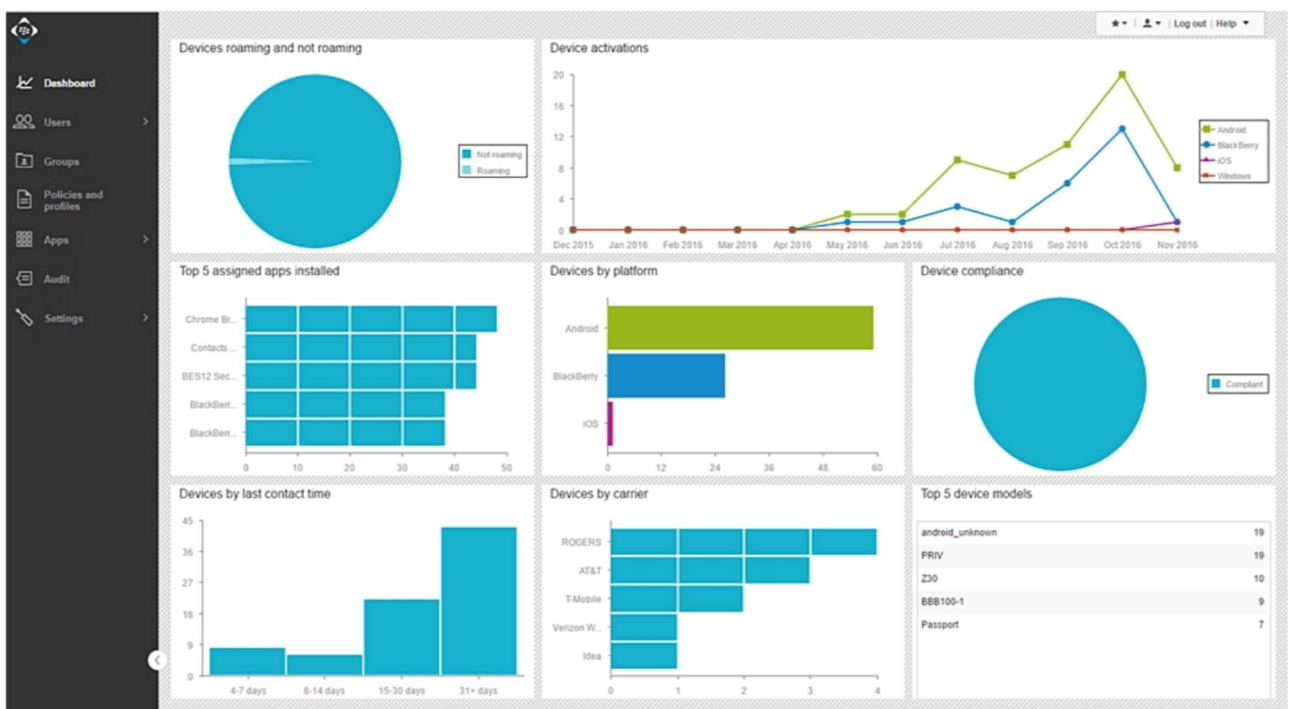 Log out | Help
Dashboard
Users
Groups
Policies and
profiles
Apps
Audit
Settings
Devices roaming and not roaming
Not roaming
Roaming
Device activations
20
16
12
8
4
0
Dec 2015 Jan 2016 Feb 2016 Mar 2016 Apr 2016 May 2016 Jun 2016 Jul 2016 Aug 2016 Sep 2016 Oct 2016 Nov 2016
Android
BlackBerry
iOS
Windows
Top 5 assigned apps installed
Chrome Br...
Contacts ...
BES12 Sec...
BlackBerr...
BlackBerr...
0 10 20 30 40 50
Devices by platform
Android
BlackBerry
iOS
0 12 24 36 48 60
Device compliance
Compliant
Devices by last contact time
45
36
27
18
9
0
4-7 days 8-14 days 15-30 days 31+ days
Devices by carrier
ROGERS
AT&T
T-Mobile
Verizon W...
Idea
0 1 2 3 4
Top 5 device models
android_unknown 19
PRIV 19
Z30 10
BBB100-1 9
Passport 7